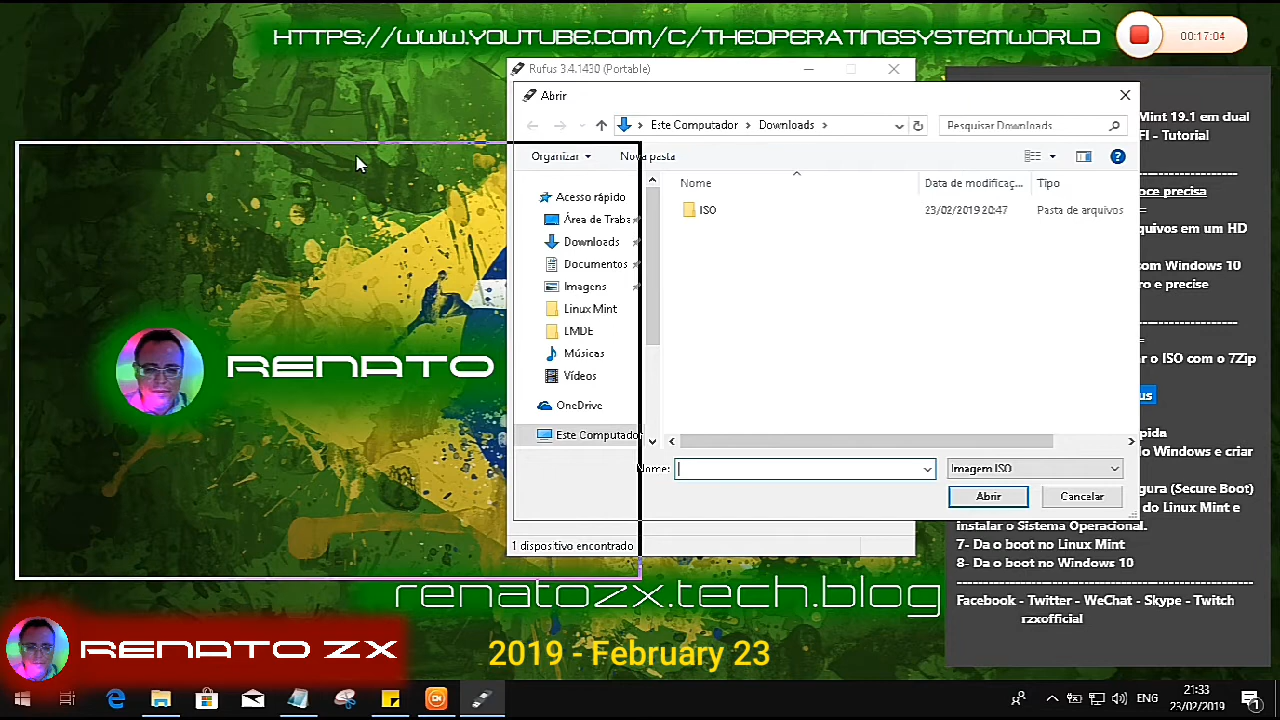 HTTPS://WWW.YOUTUBE.COM/C/THEOPERATINGSYSTEMWORLD
00:17:04
Rufus 3.4.1430 (Portable)
Abrir
Este Computador > Downloads >
Pesquisar Downloads
Organizar
Nova pasta
Nome
Data de modificaç...
Tipo
ISO
23/02/2019 20:47
Pasta de arquivos
Acesso rápido
Área de Traba
Downloads
Documentos
Imagens
Linux Mint
LMDE
Músicas
Vídeos
OneDrive
Este Computador
Nome:
Imagem ISO
Abrir
Cancelar
1 dispositivo encontrado
Mint 19.1 em dual
FI - Tutorial
oce precisa
quivos em um HD
om Windows 10
ro e precise
r o ISO com o 7Zip
us
pida
o Windows e criar
gura (Secure Boot)
do Linux Mint e
instalar o Sistema Operacional.
7- Da o boot no Linux Mint
8- Da o boot no Windows 10
Facebook - Twitter - WeChat - Skype - Twitch
rzxofficial
RENATO
renatozx.tech.blog
RENATO ZX
2019 - February 23
ENG
21:33
23/02/2019
1